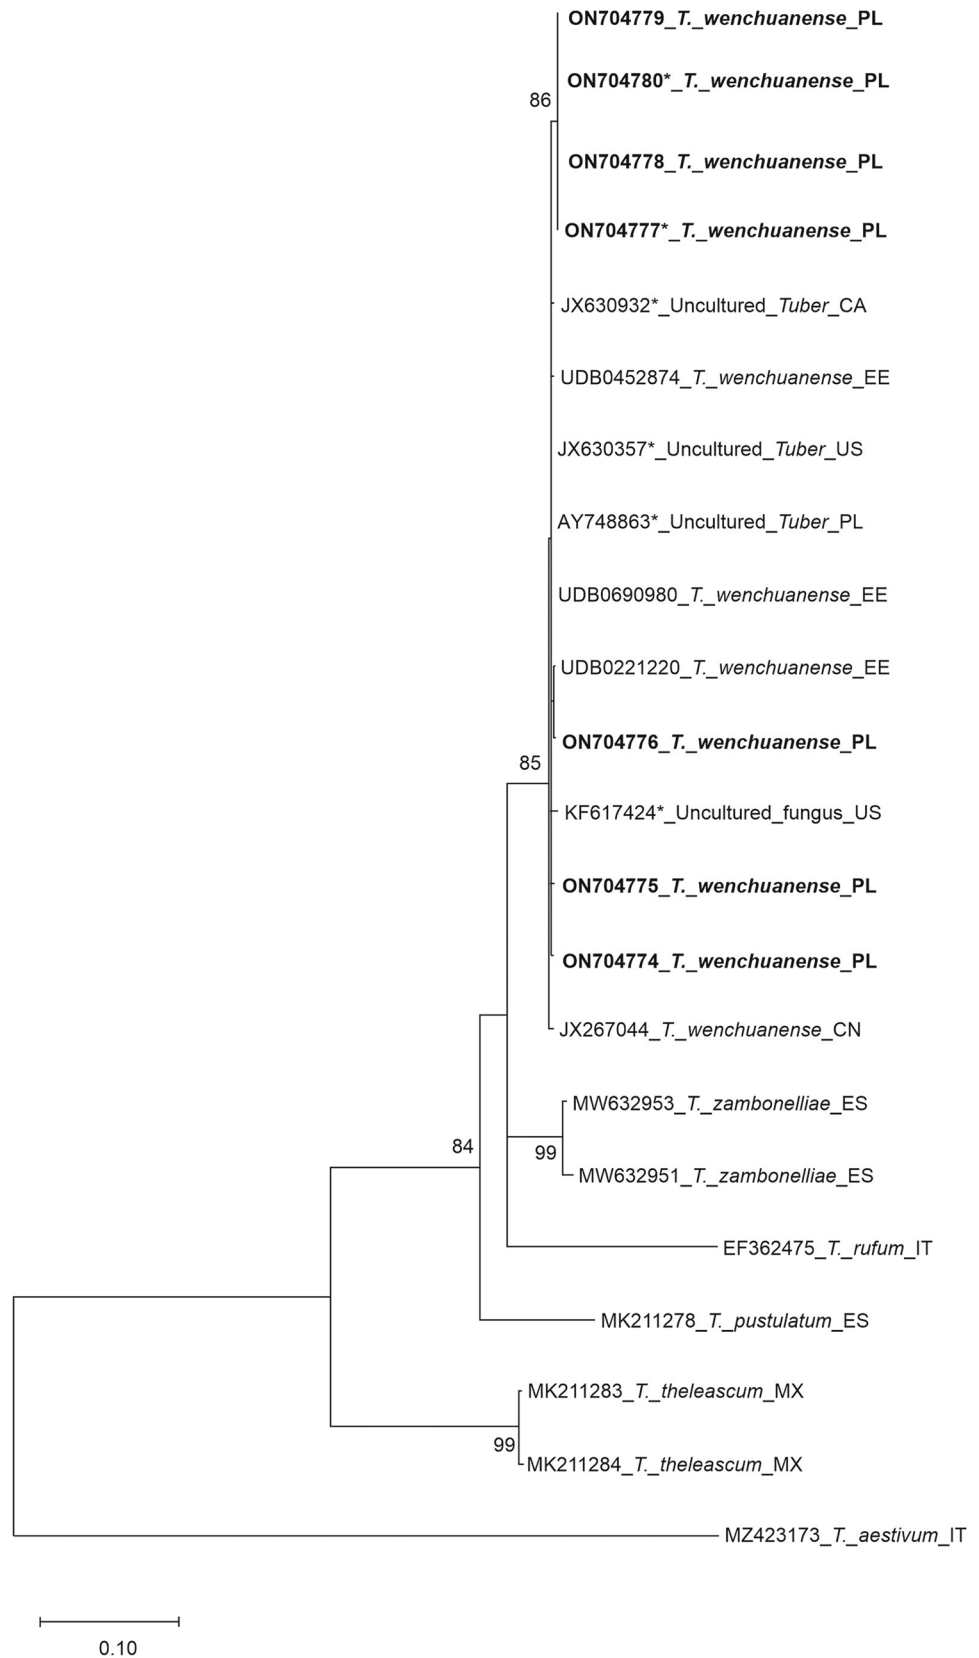 ON704779_T._wenchuanense_PL
ON704780*_T._wenchuanense_PL
86
ON704778_T._wenchuanense_PL
ON704777*_T._wenchuanense_PL
JX630932*_Uncultured_Tuber_CA
UDB0452874_T._wenchuanense_EE
JX630357*_Uncultured_Tuber_US
AY748863*_Uncultured_Tuber_PL
UDB0690980_T._wenchuanense_EE
UDB0221220_T._wenchuanense_EE
ON704776_T._wenchuanense_PL
85
KF617424*_Uncultured_fungus_US
ON704775_T._wenchuanense_PL
ON704774_T._wenchuanense_PL
JX267044_T._wenchuanense_CN
MW632953_T._zambonelliae_ES
84
99
MW632951_T._zambonelliae_ES
EF362475_T._rufum_IT
MK211278_T._pustulatum_ES
MK211283_T._theleascum_MX
99
MK211284_T._theleascum_MX
MZ423173_T._aestivum_IT
0.10